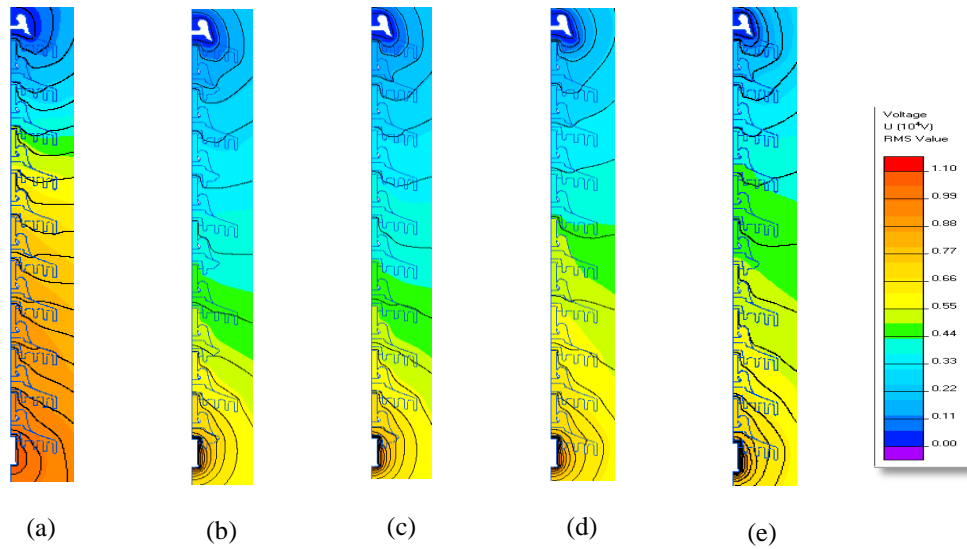 Voltage
U (10⁴V)
RMS Value
1.10
0.99
0.88
0.77
0.66
0.55
0.44
0.33
0.22
0.11
0.00
(a)
(b)
(c)
(d)
(e)